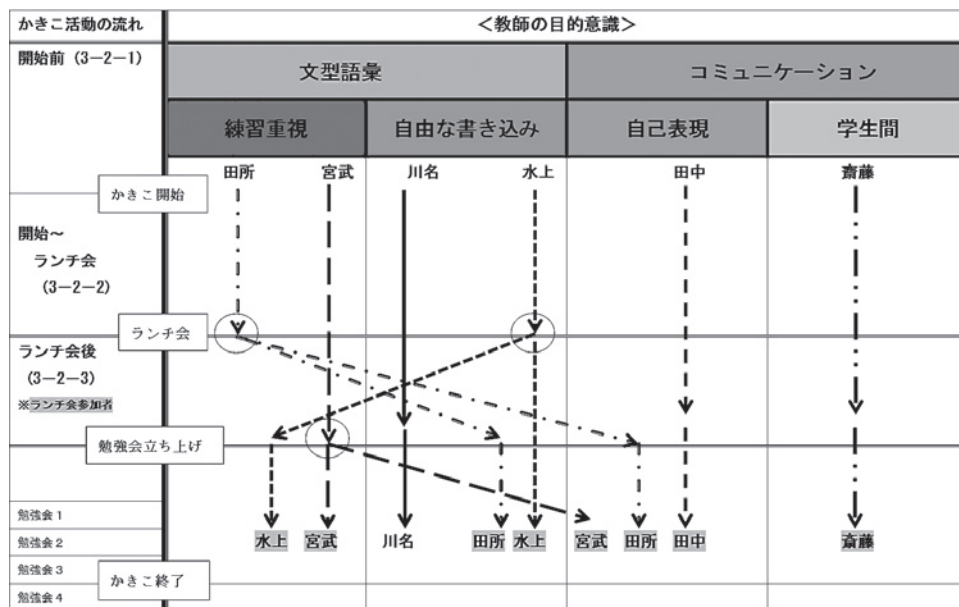 かきこ活動の流れ
<教師の目的意識>
開始前（3－2－1）
文型語彙
コミュニケーション
練習重視
自由な書き込み
自己表現
学生間
田所
宮武
川名
水上
田中
斎藤
かきこ開始
開始～
ランチ会
（3－2－2）
ランチ会
ランチ会後
（3－2－3）
※ランチ会参加者
勉強会立ち上げ
勉強会1
勉強会2
水上
宮武
川名
田所
水上
宮武
田所
田中
斎藤
勉強会3
かきこ終了
勉強会4